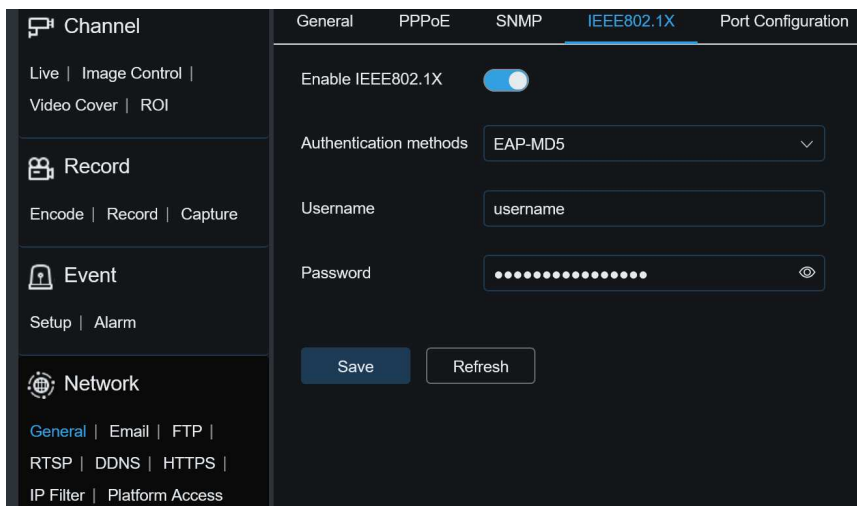 Channel
Live | Image Control |
Video Cover | ROI
Record
Encode | Record | Capture
Event
Setup | Alarm
Network
General | Email | FTP |
RTSP | DDNS | HTTPS |
IP Filter | Platform Access
General PPPoE SNMP IEEE802.1X Port Configuration
Enable IEEE802.1X
Authentication methods EAP-MD5
Username username
Password ●●●●●●●●●●●●●●●●
Save Refresh